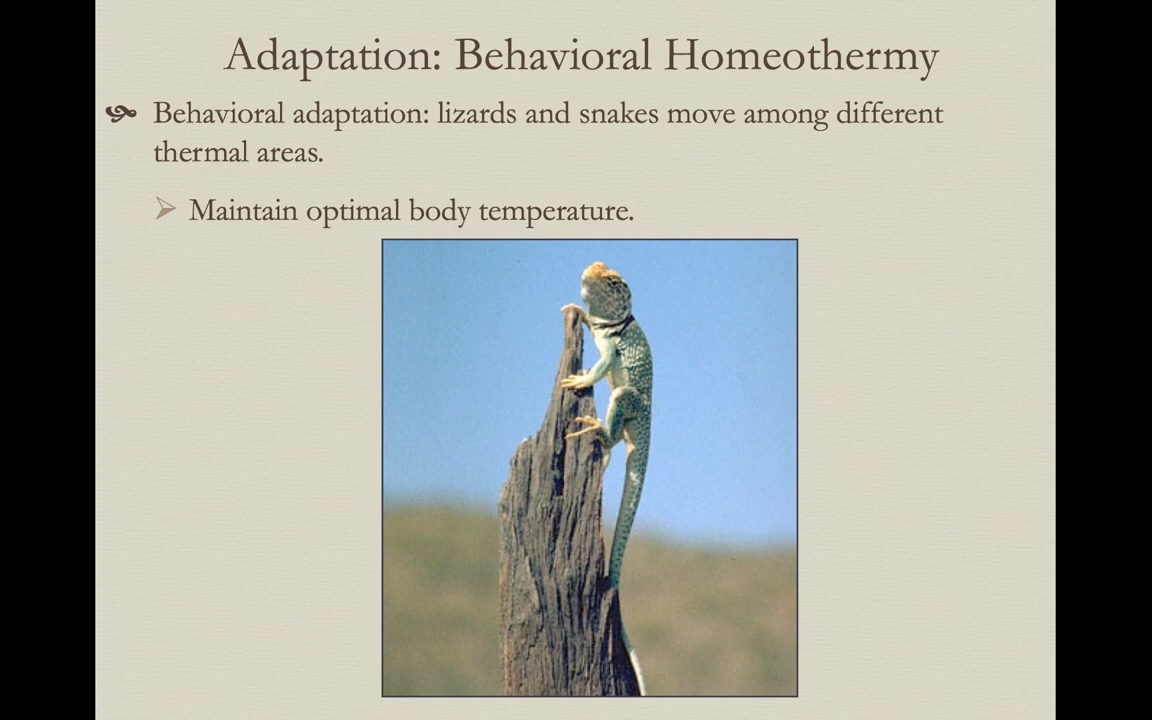 Adaptation: Behavioral Homeothermy
Behavioral adaptation: lizards and snakes move among different
thermal areas.
Maintain optimal body temperature.